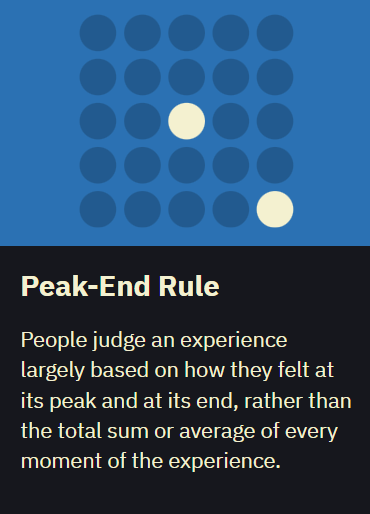 Peak-End Rule
People judge an experience
largely based on how they felt at
its peak and at its end, rather than
the total sum or average of every
moment of the experience.